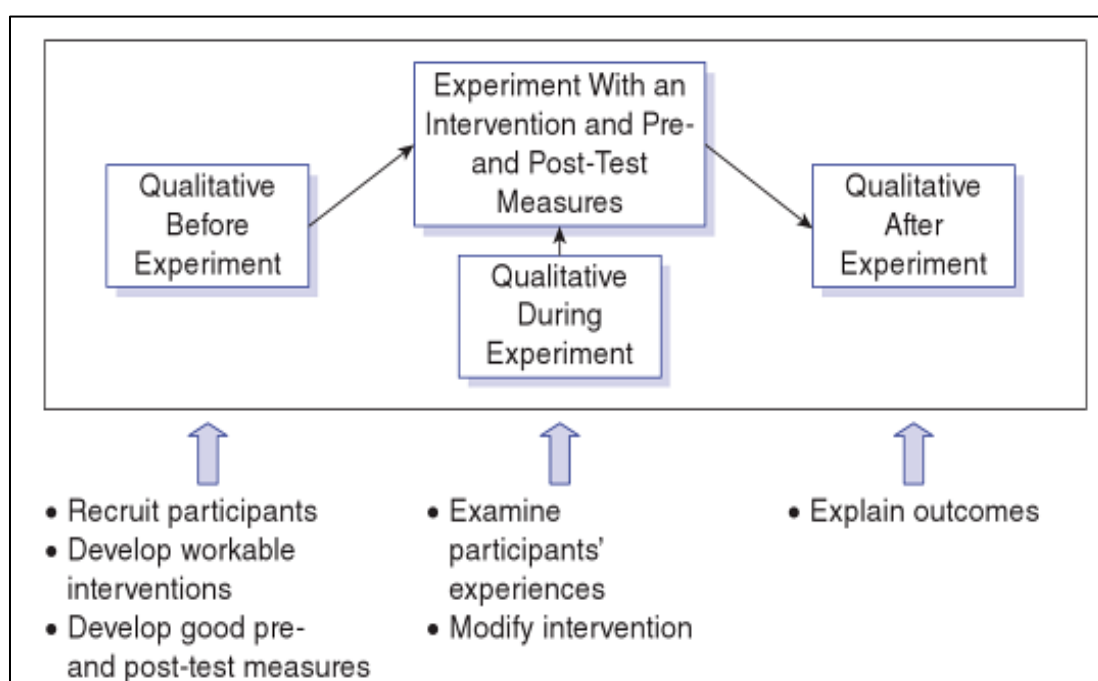 Experiment With an
Intervention and Pre-
and Post-Test
Measures
Qualitative
Before
Experiment
Qualitative
During
Experiment
Qualitative
After
Experiment
• Recruit participants
• Develop workable
interventions
• Develop good pre-
and post-test measures
• Examine
participants’
experiences
• Modify intervention
• Explain outcomes